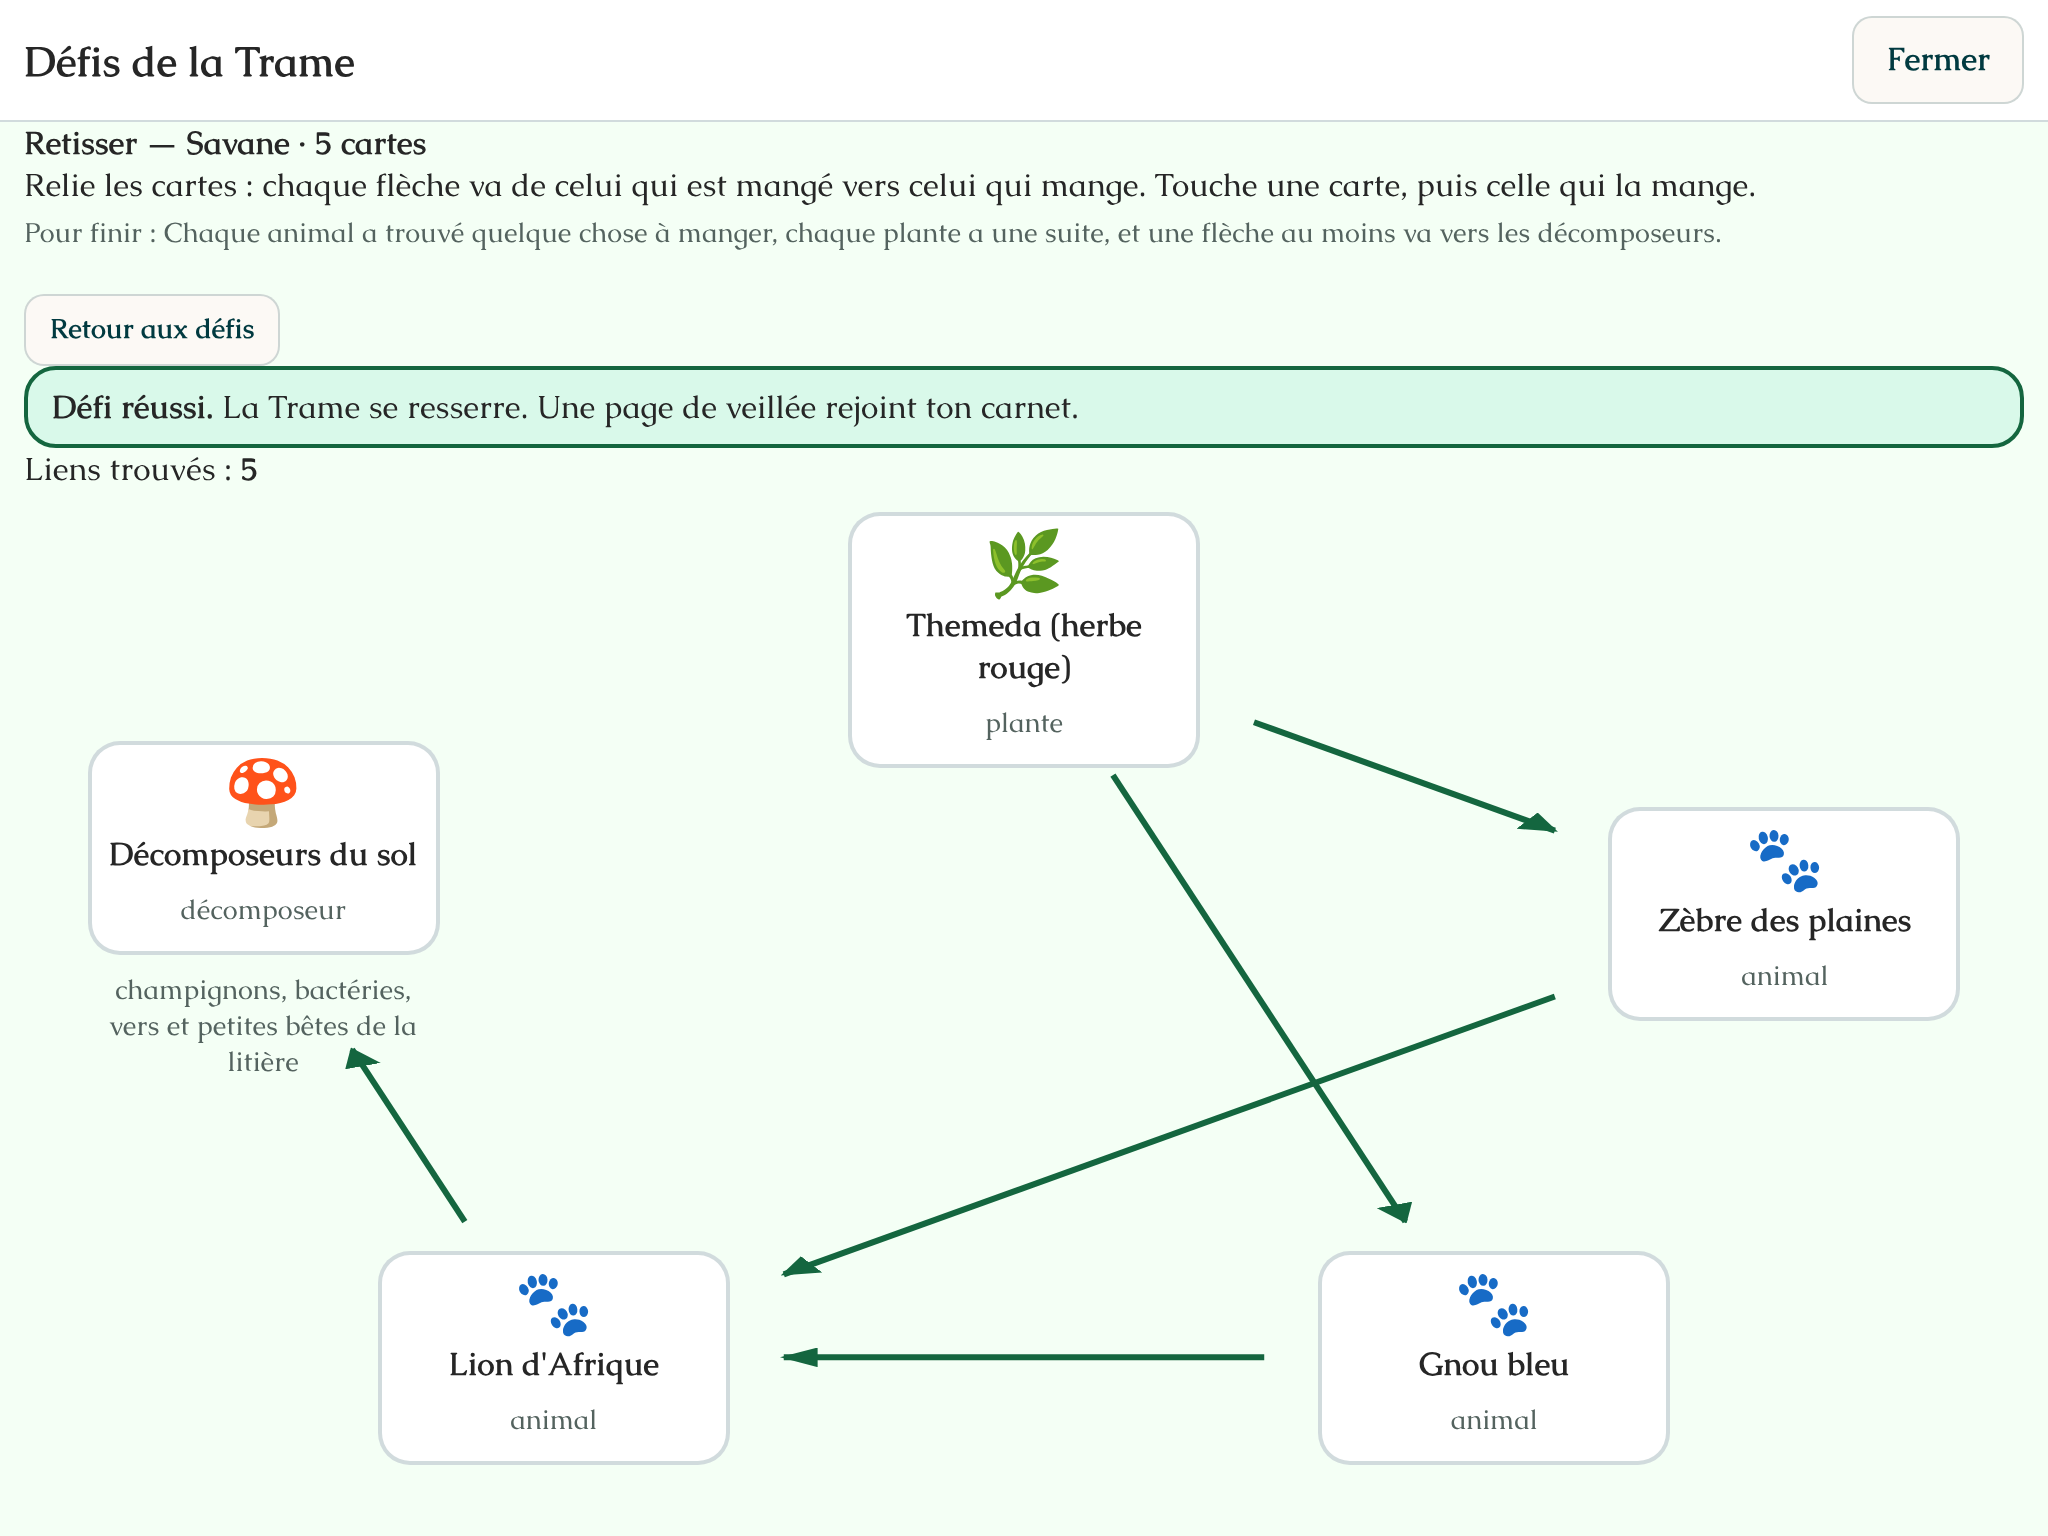 Défis de la Trame
Fermer
Retisser — Savane · 5 cartes
Relie les cartes : chaque flèche va de celui qui est mangé vers celui qui mange. Touche une carte, puis celle qui la mange.
Pour finir : Chaque animal a trouvé quelque chose à manger, chaque plante a une suite, et une flèche au moins va vers les décomposeurs.
Retour aux défis
Défi réussi. La Trame se resserre. Une page de veillée rejoint ton carnet.
Liens trouvés : 5
Themeda (herbe
rouge)
plante
Décomposeurs du sol
décomposeur
champignons, bactéries,
vers et petites bêtes de la
litière
Zèbre des plaines
animal
Lion d'Afrique
animal
Gnou bleu
animal